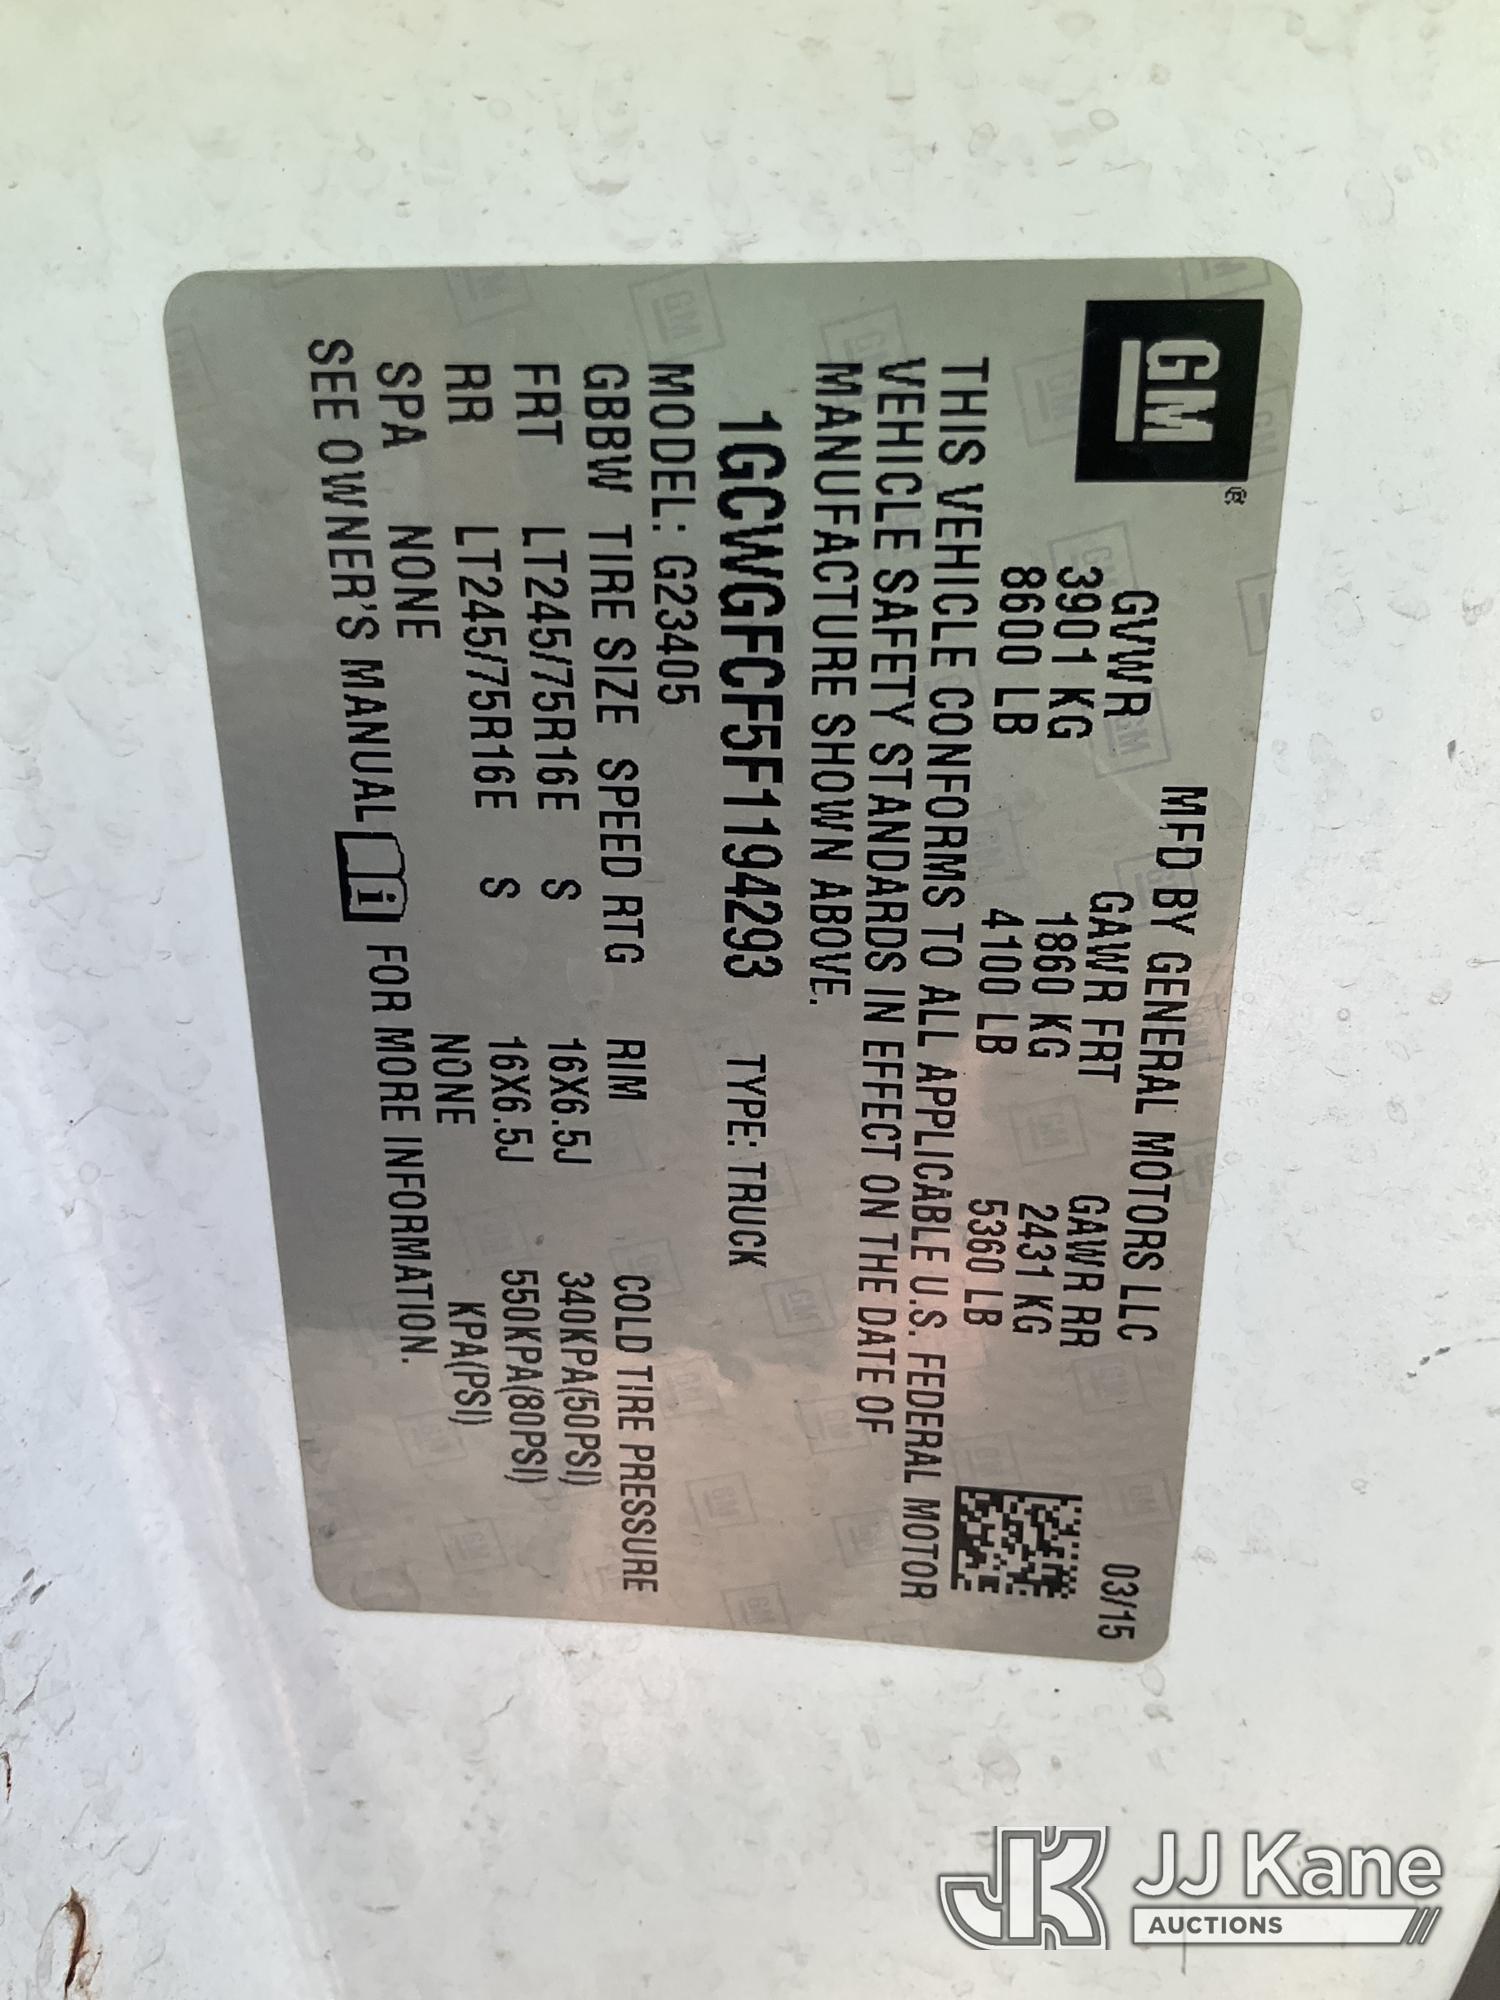 GM®
MFD BY GENERAL MOTORS LLC 03/15
GVWR GAWR FRT GAWR RR
3901 KG 1860 KG 2431 KG
8600 LB 4100 LB 5360 LB
THIS VEHICLE CONFORMS TO ALL APPLICABLE U.S. FEDERAL MOTOR
VEHICLE SAFETY STANDARDS IN EFFECT ON THE DATE OF
MANUFACTURE SHOWN ABOVE.
1GCWGFCF5F1194293 TYPE: TRUCK
MODEL: G23405
GBBW TIRE SIZE SPEED RTG RIM COLD TIRE PRESSURE
FRT LT245/75R16E S 16X6.5J 340KPA(50PSI)
RR LT245/75R16E S 16X6.5J 550KPA(80PSI)
SPA NONE NONE KPA(PSI)
SEE OWNER'S MANUAL i FOR MORE INFORMATION.
JK JJ Kane
AUCTIONS